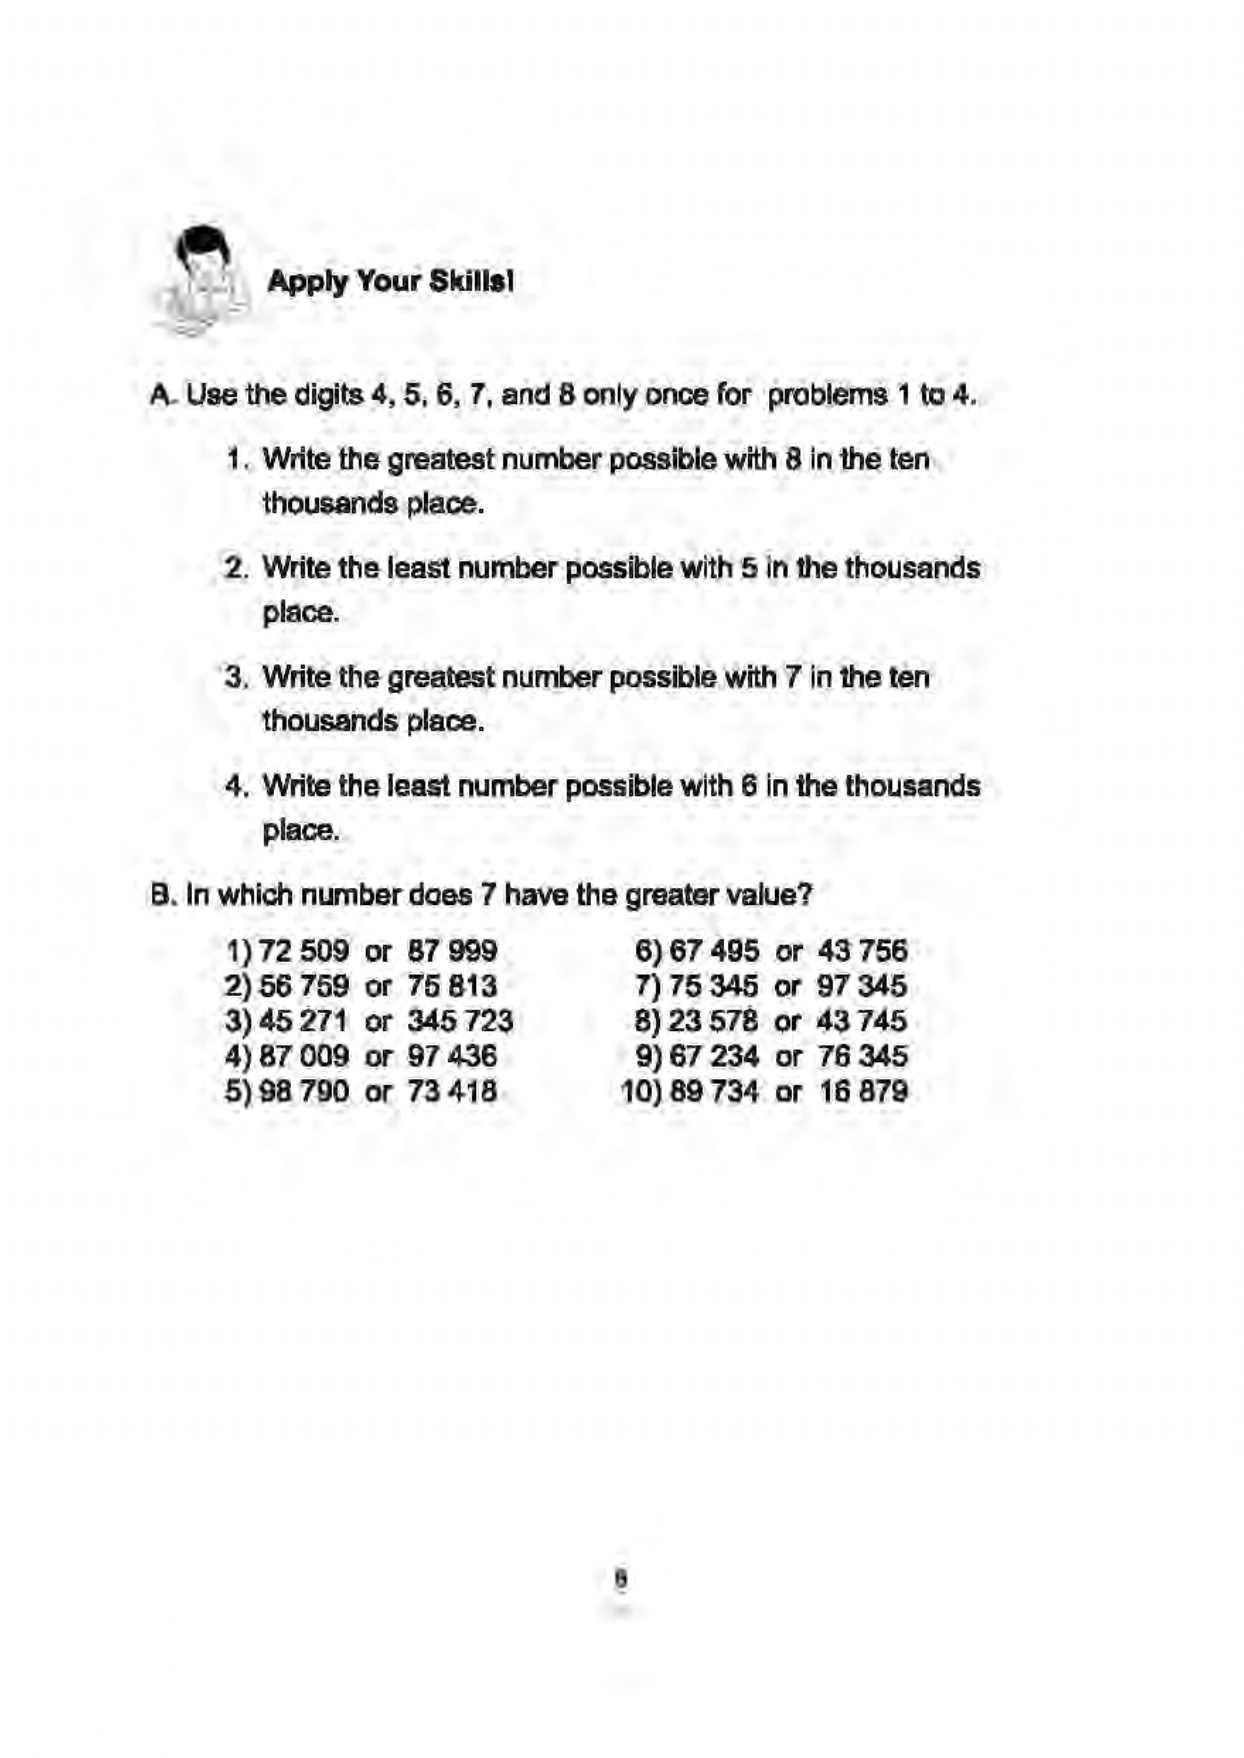 Apply Your Skills!
A. Use the digits 4, 5, 6, 7, and 8 only once for problems 1 to 4.
1. Write the greatest number possible with 8 in the ten
thousands place.
2. Write the least number possible with 5 in the thousands
place.
3. Write the greatest number possible with 7 in the ten
thousands place.
4. Write the least number possible with 6 in the thousands
place.
B. In which number does 7 have the greater value?
1) 72 509 or 87 999
2) 56 759 or 75 813
3) 45 271 or 345 723
4) 87 009 or 97 436
5) 98 790 or 73 418
6) 67 495 or 43 756
7) 75 345 or 97 345
8) 23 578 or 43 745
9) 67 234 or 76 345
10) 89 734 or 16 879